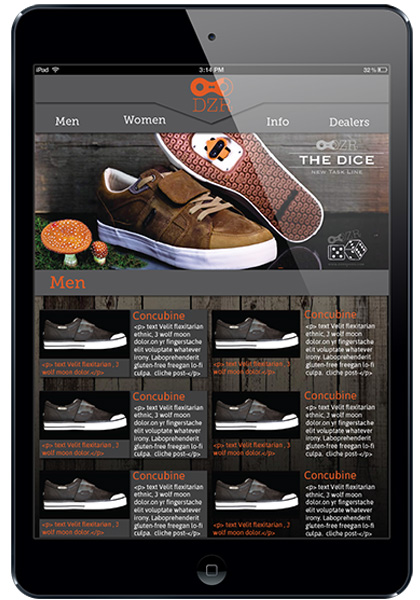 iPod 3:14 PM 32%
DZR
Men Women Info Dealers
DZR
THE DICE
NEW TASK LINE
DZR
Men
Concubine
<p> text Velit flexitarian
ethnic, 3 wolf moon
dolor.on yr fingerstache
elit voluptate whatever
irony. Laboprehenderit
gluten-free freegan lo-fi
culpa. cliche post-</p>
<p> text Velit flexitarian , 3
wolf moon dolor.</p>
Concubine
<p> text Velit flexitarian
ethnic, 3 wolf moon
dolor.on yr fingerstache
elit voluptate whatever
irony. Laboprehenderit
gluten-free freegan lo-fi
culpa. cliche post-</p>
<p> text Velit flexitarian , 3
wolf moon dolor.</p>
Concubine
<p> text Velit flexitarian
ethnic, 3 wolf moon
dolor.on yr fingerstache
elit voluptate whatever
irony. Laboprehenderit
gluten-free freegan lo-fi
culpa. cliche post-</p>
<p> text Velit flexitarian , 3
wolf moon dolor.</p>
Concubine
<p> text Velit flexitarian
ethnic, 3 wolf moon
dolor.on yr fingerstache
elit voluptate whatever
irony. Laboprehenderit
gluten-free freegan lo-fi
culpa. cliche post-</p>
<p> text Velit flexitarian , 3
wolf moon dolor.</p>
Concubine
<p> text Velit flexitarian
ethnic, 3 wolf moon
dolor.on yr fingerstache
elit voluptate whatever
irony. Laboprehenderit
gluten-free freegan lo-fi
culpa. cliche post-</p>
<p> text Velit flexitarian , 3
wolf moon dolor.</p>
Concubine
<p> text Velit flexitarian
ethnic, 3 wolf moon
dolor.on yr fingerstache
elit voluptate whatever
irony. Laboprehenderit
gluten-free freegan lo-fi
culpa. cliche post-</p>
<p> text Velit flexitarian , 3
wolf moon dolor.</p>